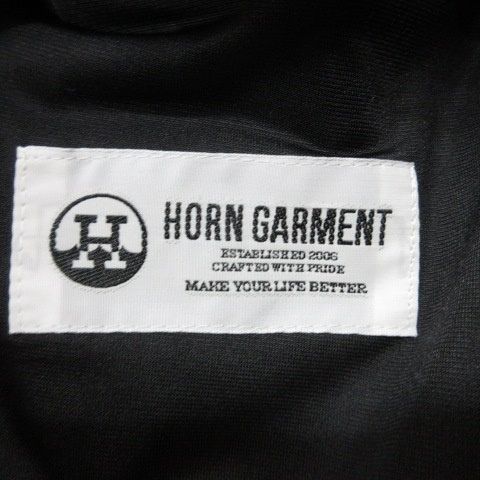 H
HORN GARMENT
ESTABLISHED 2006
CRAFTED WITH PRIDE
MAKE YOUR LIFE BETTER